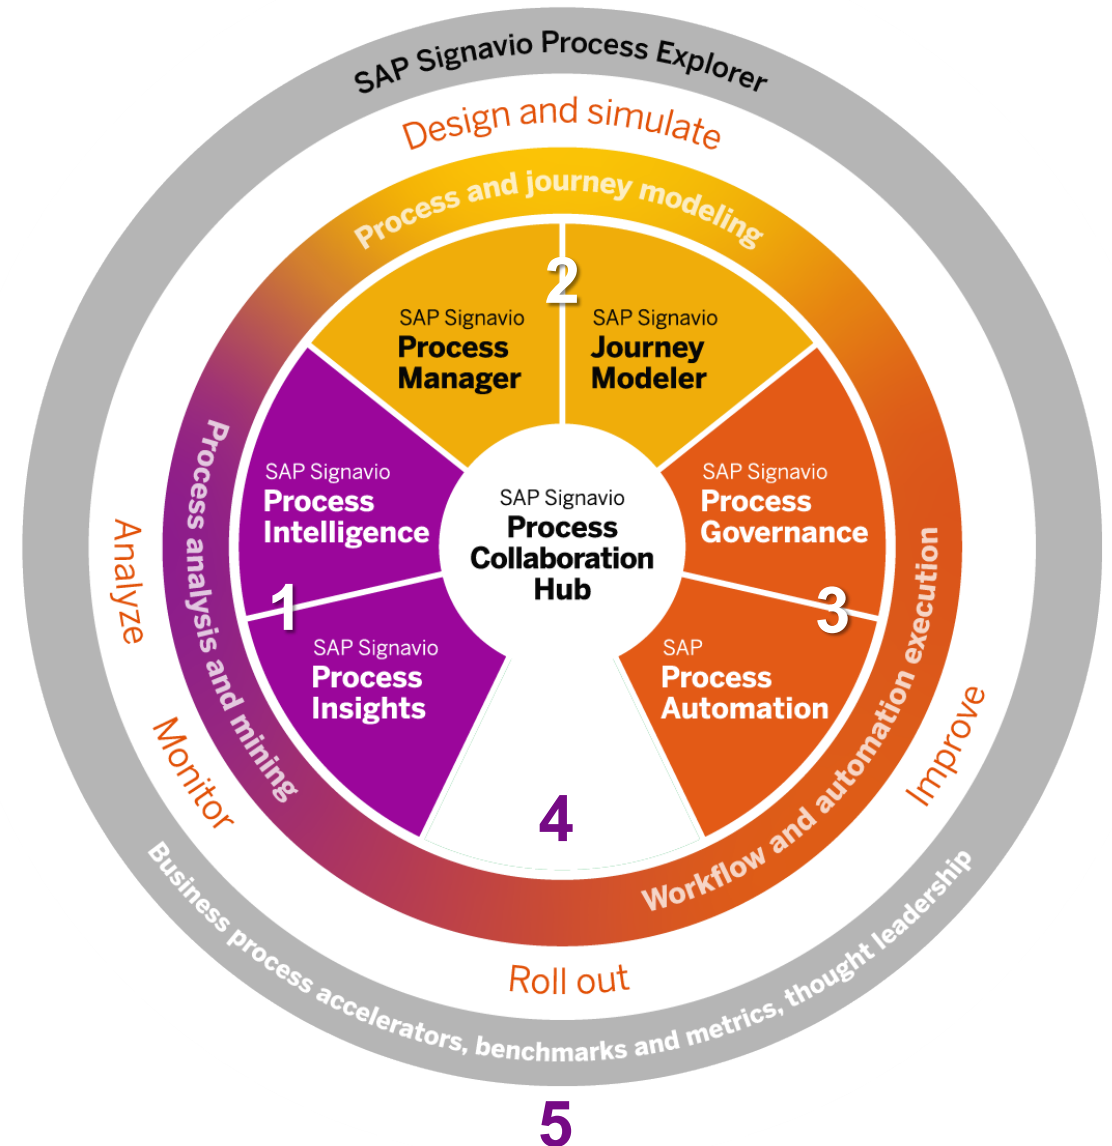 SAP Signavio Process Explorer
Design and simulate
Process and journey modeling
2
SAP Signavio
Process
Manager
SAP Signavio
Journey
Modeler
SAP Signavio
Process
Intelligence
SAP Signavio
Process
Collaboration
Hub
SAP Signavio
Process
Governance
Process analysis and mining
Analyze
1
3
Workflow and automation execution
SAP Signavio
Process
Insights
SAP
Process
Automation
Monitor
Improve
4
Roll out
Business process accelerators, benchmarks and metrics, thought leadership
5